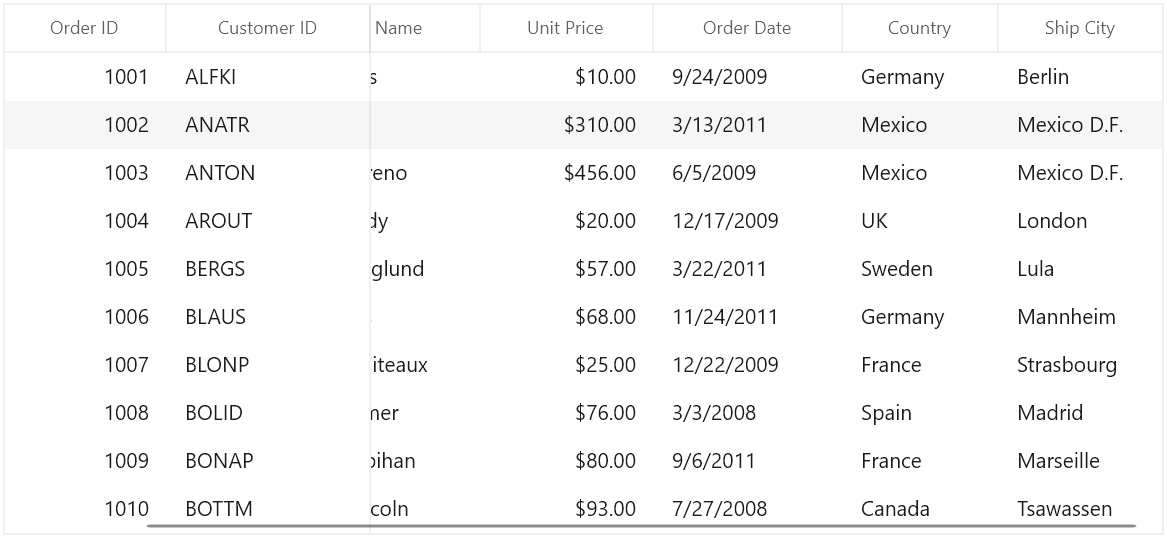 Order ID Customer ID Name Unit Price Order Date Country Ship City
1001 ALFKI s $10.00 9/24/2009 Germany Berlin
1002 ANATR $310.00 3/13/2011 Mexico Mexico D.F.
1003 ANTON reno $456.00 6/5/2009 Mexico Mexico D.F.
1004 AROUT dy $20.00 12/17/2009 UK London
1005 BERGS glund $57.00 3/22/2011 Sweden Lula
1006 BLAUS $68.00 11/24/2011 Germany Mannheim
1007 BLONP iteaux $25.00 12/22/2009 France Strasbourg
1008 BOLID mer $76.00 3/3/2008 Spain Madrid
1009 BONAP bihan $80.00 9/6/2011 France Marseille
1010 BOTTM coln $93.00 7/27/2008 Canada Tsawassen